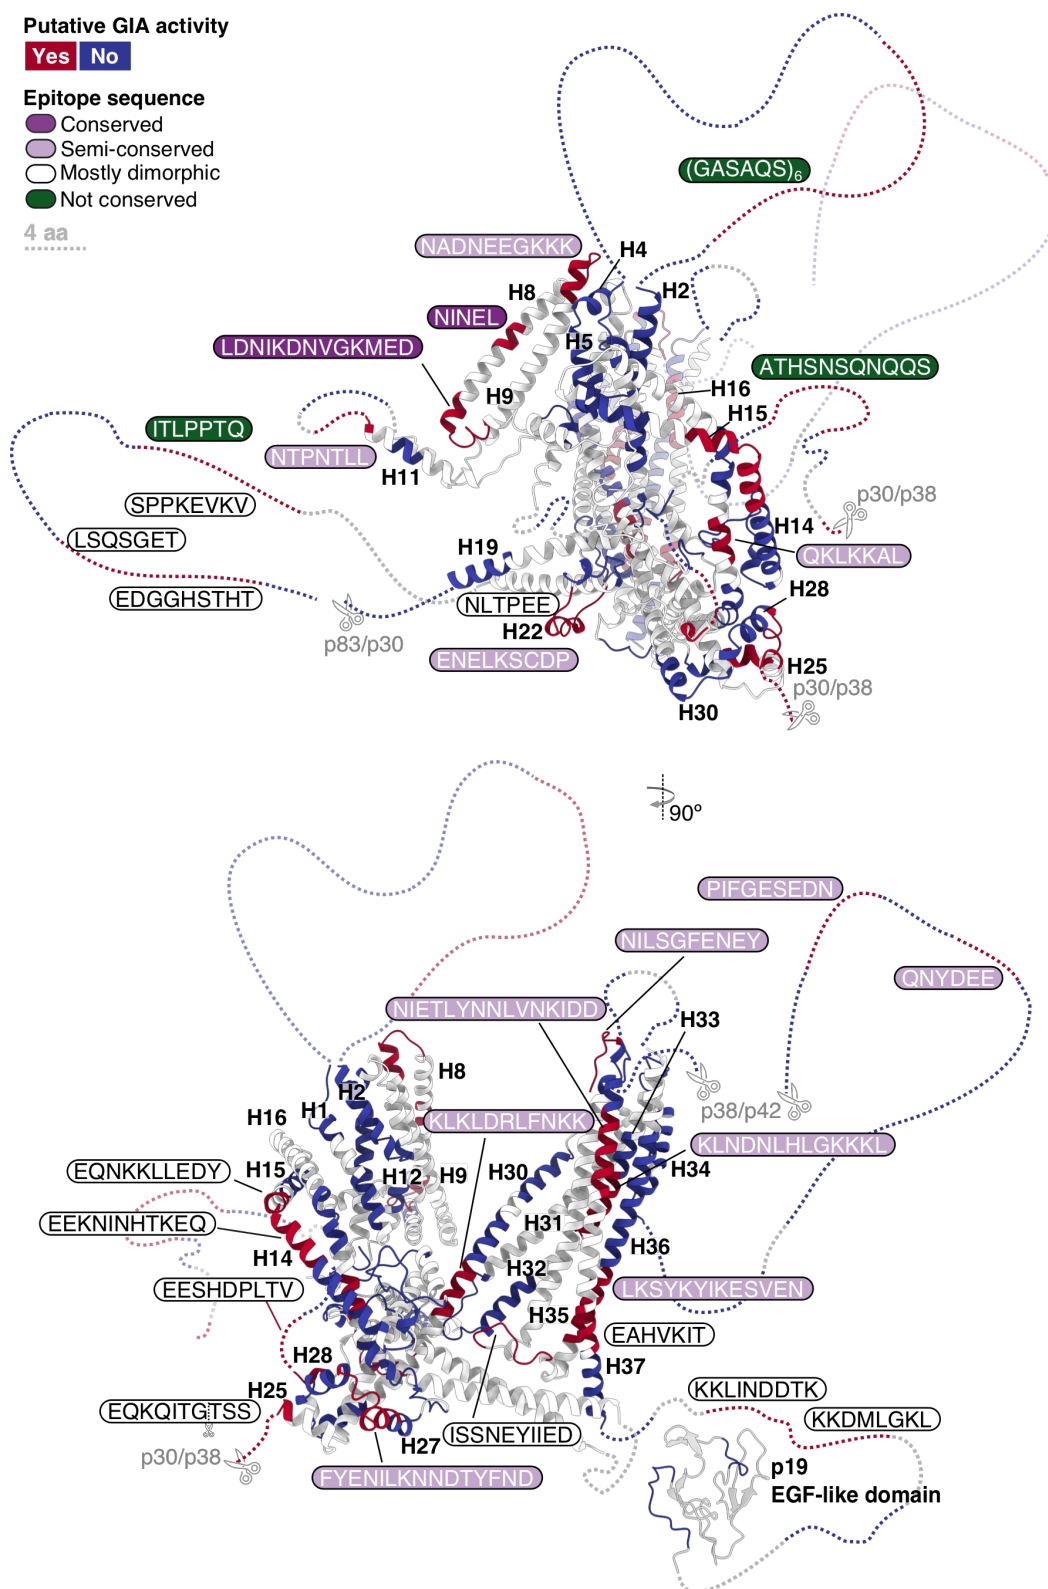 Putative GIA activity
Yes No
Epitope sequence
Conserved
Semi-conserved
Mostly dimorphic
Not conserved
4 aa
(GASAQS)6
NADNEEGKKK
H4
H8
H2
NINEL
H5
LDNIKDNVGKMED
ATHSNSQNQQS
H16
H9
H15
ITLPPTQ
NTPNTLL
H11
p30/p38
SPPKEVKV
H14
LSQSGET
H19
QKLKKAL
EDGGHSTHT
NLTPEE
H28
p83/p30
H22
ENELKSCDP
H25
p30/p38
H30
90º
PIFGESEDN
NILSGFENEY
QNYDEE
NIETLYNNLVNKIDD
H33
H8
H2
p38/p42
H1
H16
KLKLDRLFNKK
KLNDNLHLGKKKL
EQNKKLLEDY
H15
H12
H9
H30
H34
EEKNINHTKEQ
H31
H14
H36
H32
EESHDPLTV
LKSYKYIKESVEN
H35
EAHVKIT
H28
H37
H25
KKLINDDTK
EQKQITGTSS
KKDMLGKL
H27
ISSNEYIIED
p30/p38
p19
EGF-like domain
FYENILKNNDTYFND